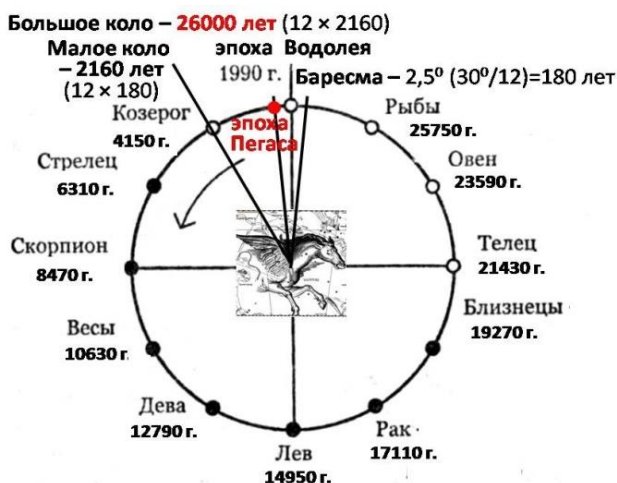 Большое коло – 26000 лет (12 × 2160)
Малое коло
– 2160 лет
(12 × 180)
эпоха Водолея
1990 г.
Баресма – 2,5⁰ (30⁰/12)=180 лет
Козерог
4150 г.
эпоха
Пегаса
Рыбы
25750 г.
Стрелец
6310 г.
Овен
23590 г.
Скорпион
8470 г.
Телец
21430 г.
Близнецы
19270 г.
Весы
10630 г.
Дева
12790 г.
Рак
17110 г.
Лев
14950 г.